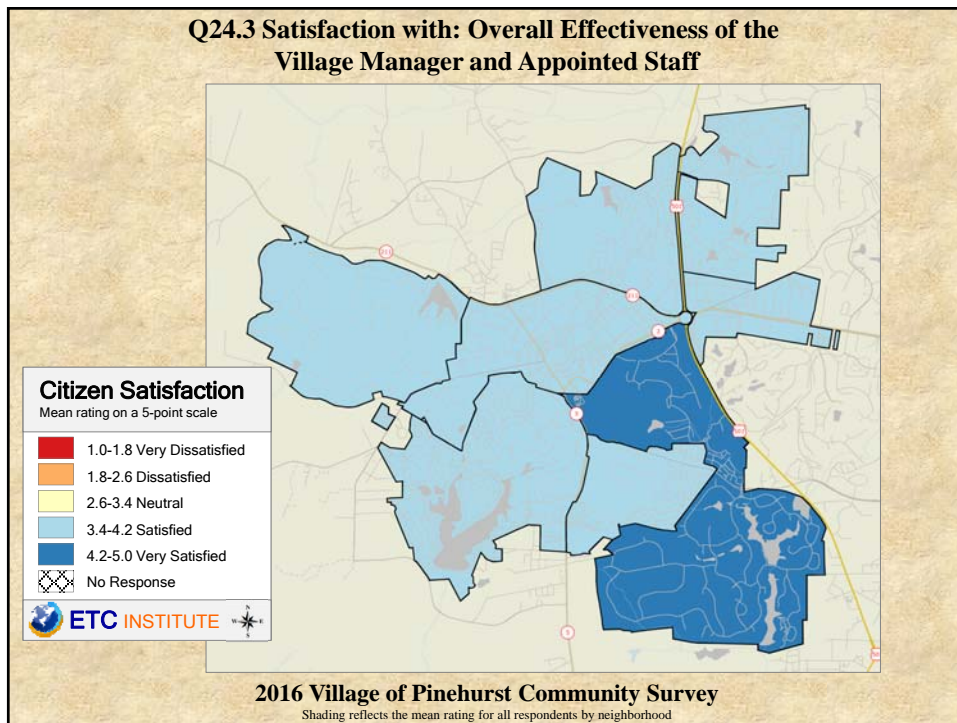 Q24.3 Satisfaction with: Overall Effectiveness of the
Village Manager and Appointed Staff
Citizen Satisfaction
Mean rating on a 5-point scale
1.0-1.8 Very Dissatisfied
1.8-2.6 Dissatisfied
2.6-3.4 Neutral
3.4-4.2 Satisfied
4.2-5.0 Very Satisfied
No Response
ETC INSTITUTE
N
W E
S
211
5
2016 Village of Pinehurst Community Survey
Shading reflects the mean rating for all respondents by neighborhood